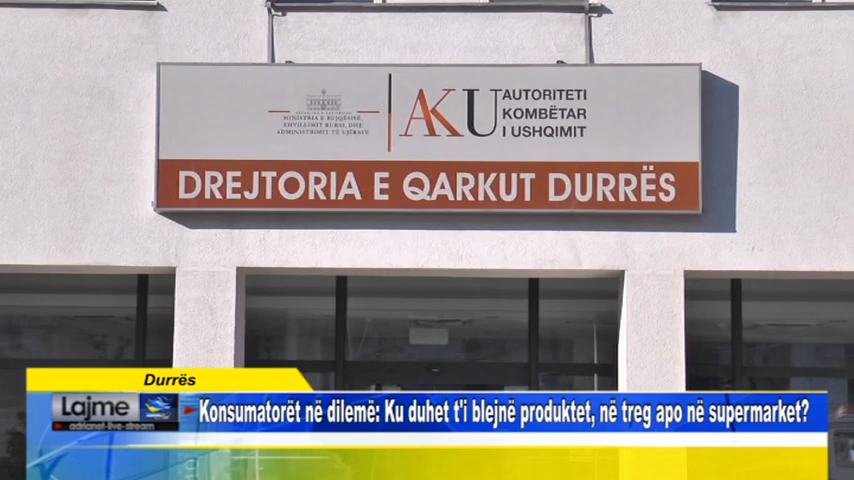 MINISTRIA E BUJQËSISË,
ZHVILLIMIT RURAL DHE
ADMINISTRIMIT TË UJËRAVE
AKU
AUTORITETI
KOMBËTAR
I USHQIMIT
DREJTORIA E QARKUT DURRËS
Durrës
Lajme
adrianet-live-stream
Konsumatorët në dilemë: Ku duhet t'i blejnë produktet, në treg apo në supermarket?